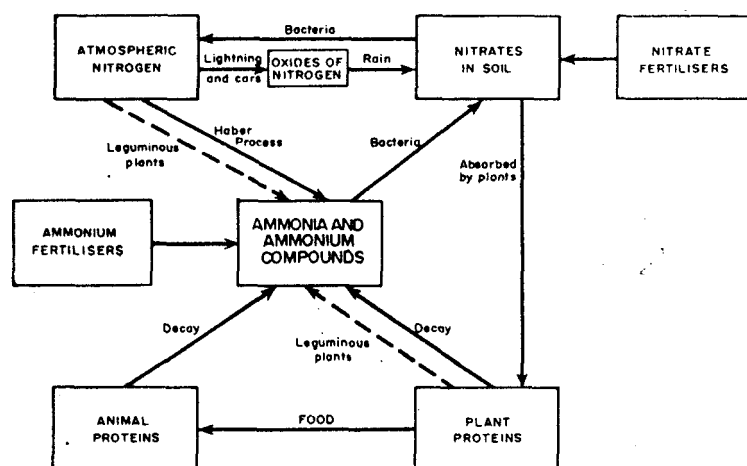 Bacteria
ATMOSPHERIC
NITROGEN
Lightning
and cars
OXIDES OF
NITROGEN
Rain
NITRATES
IN SOIL
NITRATE
FERTILISERS
Haber
Process
Leguminous
plants
Bacteria
Absorbed
by plants
AMMONIUM
FERTILISERS
AMMONIA AND
AMMONIUM
COMPOUNDS
Decay
Leguminous
plants
Decay
ANIMAL
PROTEINS
FOOD
PLANT
PROTEINS